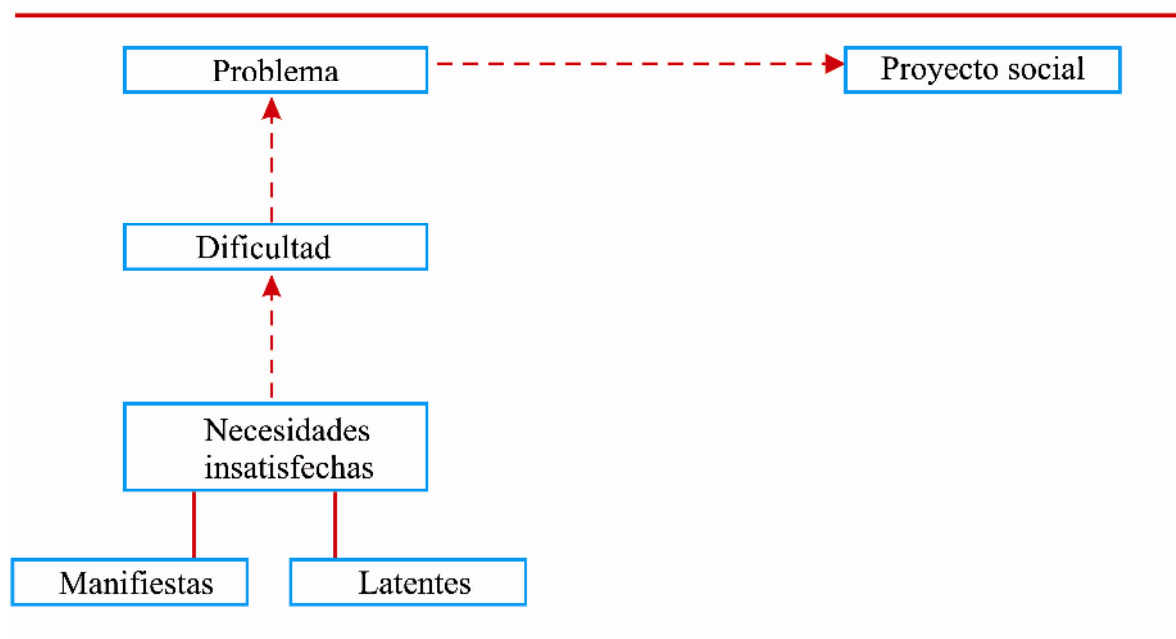 Problema
Proyecto social
Dificultad
Necesidades
insatisfechas
Manifiestas
Latentes